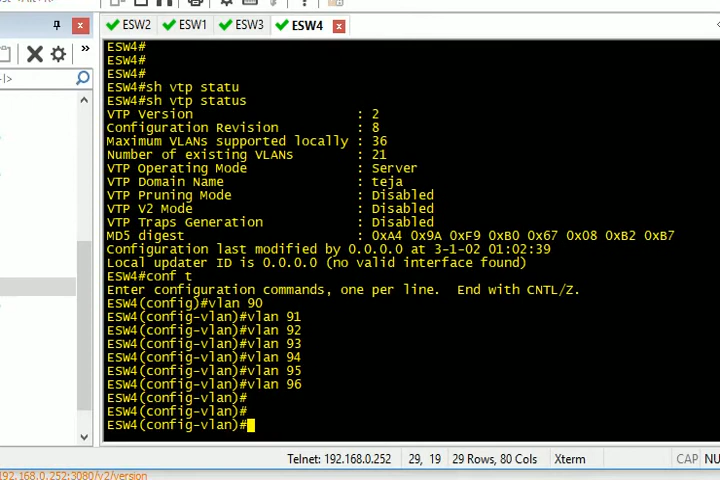 ESW2 ESW1 ESW3 ESW4
ESW4#
ESW4#
ESW4#
ESW4#sh vtp statu
ESW4#sh vtp status
VTP Version : 2
Configuration Revision : 8
Maximum VLANs supported locally : 36
Number of existing VLANs : 21
VTP Operating Mode : Server
VTP Domain Name : teja
VTP Pruning Mode : Disabled
VTP V2 Mode : Disabled
VTP Traps Generation : Disabled
MD5 digest : 0xA4 0x9A 0xF9 0xB0 0x67 0x08 0xB2 0xB7
Configuration last modified by 0.0.0.0 at 3-1-02 01:02:39
Local updater ID is 0.0.0.0 (no valid interface found)
ESW4#conf t
Enter configuration commands, one per line. End with CNTL/Z.
ESW4(config)#vlan 90
ESW4(config-vlan)#vlan 91
ESW4(config-vlan)#vlan 92
ESW4(config-vlan)#vlan 93
ESW4(config-vlan)#vlan 94
ESW4(config-vlan)#vlan 95
ESW4(config-vlan)#vlan 96
ESW4(config-vlan)#
ESW4(config-vlan)#
ESW4(config-vlan)#
Telnet: 192.168.0.252 29, 19 29 Rows, 80 Cols Xterm CAP NU
192.168.0.252:3080/v2/version